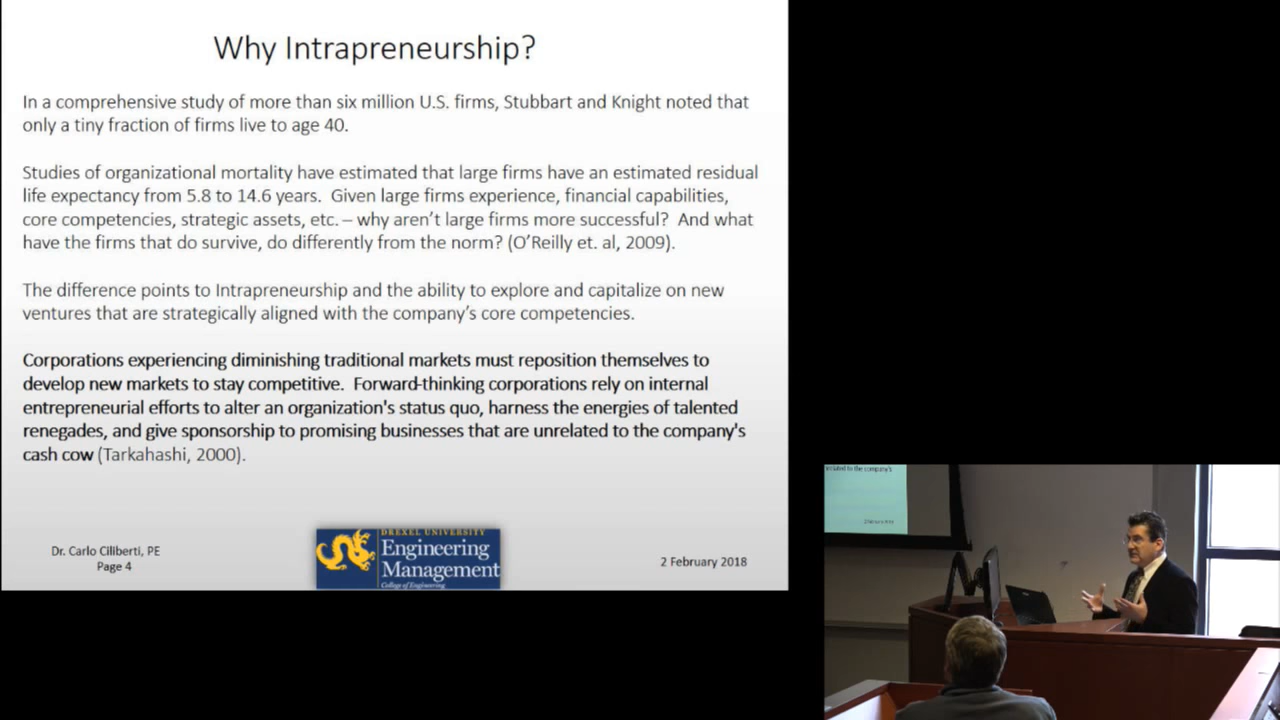 Why Intrapreneurship?
In a comprehensive study of more than six million U.S. firms, Stubbart and Knight noted that
only a tiny fraction of firms live to age 40.
Studies of organizational mortality have estimated that large firms have an estimated residual
life expectancy from 5.8 to 14.6 years.  Given large firms experience, financial capabilities,
core competencies, strategic assets, etc. – why aren't large firms more successful?  And what
have the firms that do survive, do differently from the norm? (O'Reilly et. al, 2009).
The difference points to Intrapreneurship and the ability to explore and capitalize on new
ventures that are strategically aligned with the company's core competencies.
Corporations experiencing diminishing traditional markets must reposition themselves to
develop new markets to stay competitive.  Forward-thinking corporations rely on internal
entrepreneurial efforts to alter an organization's status quo, harness the energies of talented
renegades, and give sponsorship to promising businesses that are unrelated to the company's
cash cow (Tarkahashi, 2000).
Dr. Carlo Ciliberti, PE
Page 4
DREXEL UNIVERSITY
Engineering
Management
College of Engineering
2 February 2018
to the company's